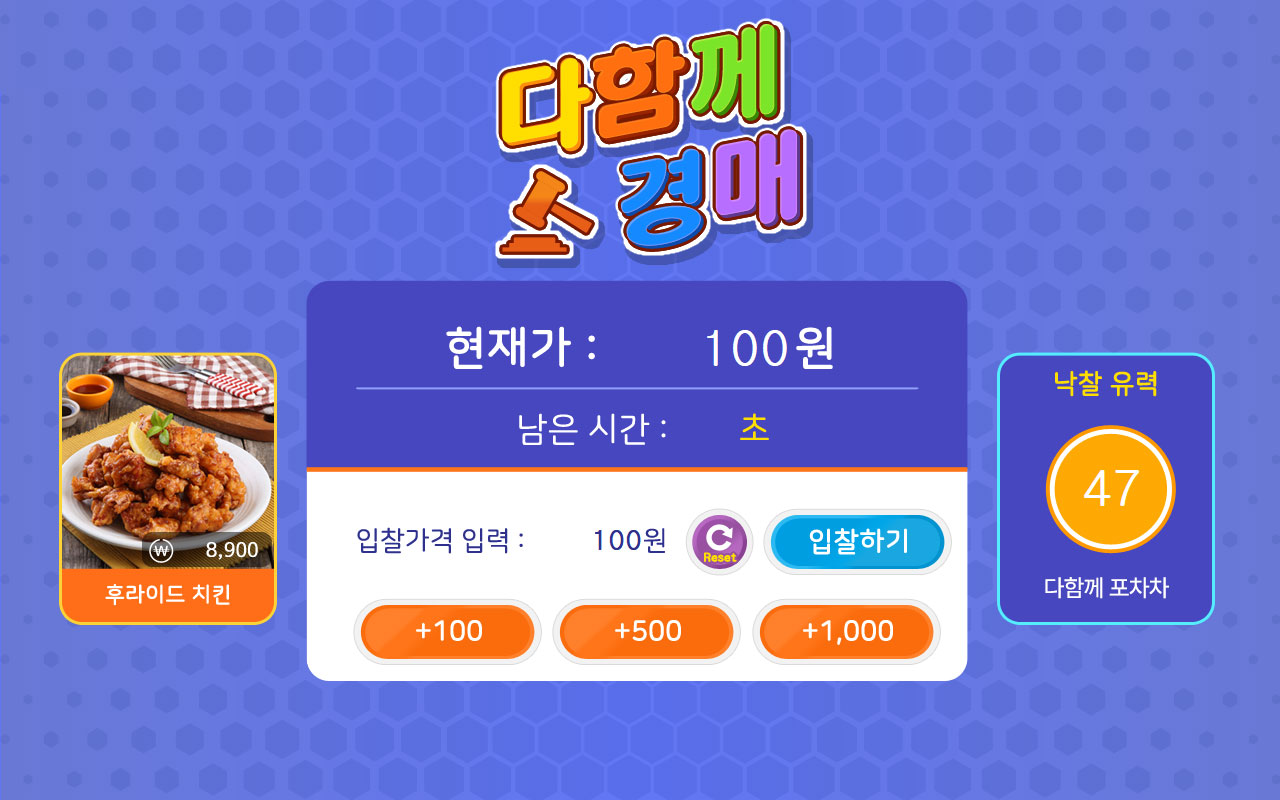 다함께
경매
현재가 : 100원
남은 시간 : 초
입찰가격 입력 : 100원
Reset
입찰하기
+100
+500
+1,000
₩ 8,900
후라이드 치킨
낙찰 유력
47
다함께 포차차